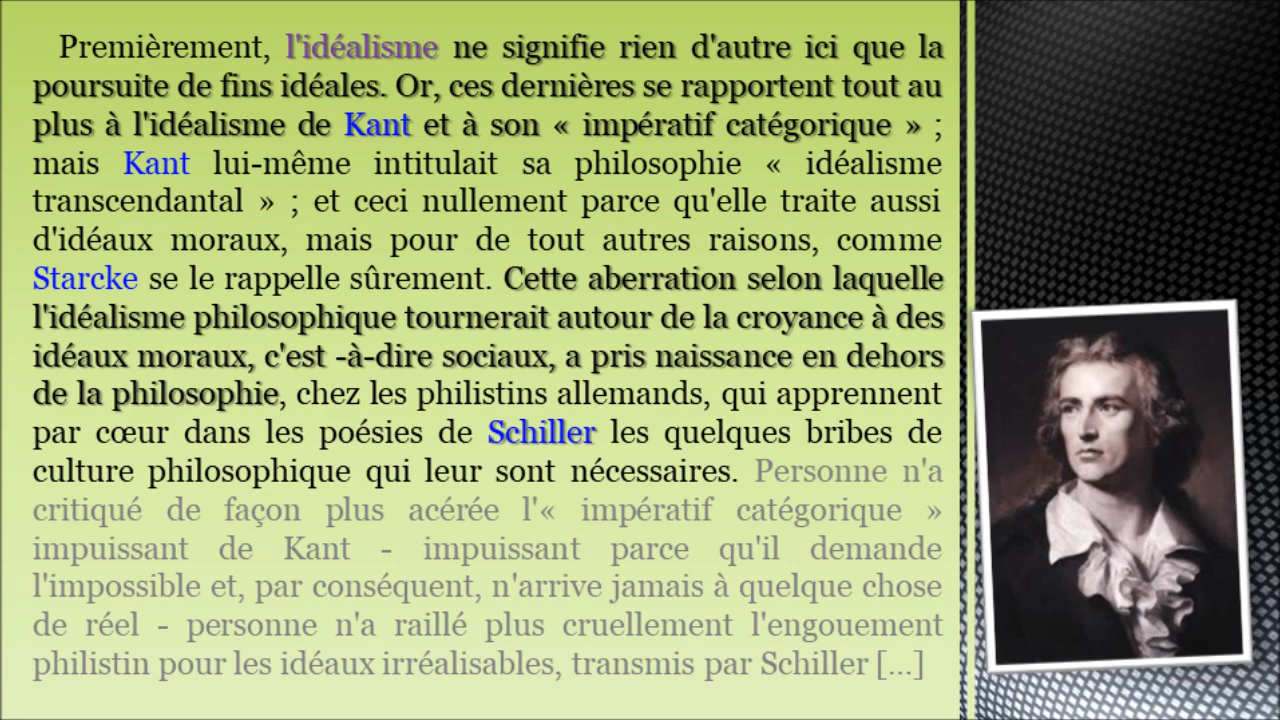 Premièrement, l'idéalisme ne signifie rien d'autre ici que la
poursuite de fins idéales. Or, ces dernières se rapportent tout au
plus à l'idéalisme de Kant et à son « impératif catégorique » ;
mais Kant lui-même intitulait sa philosophie « idéalisme
transcendantal » ; et ceci nullement parce qu'elle traite aussi
d'idéaux moraux, mais pour de tout autres raisons, comme
Starcke se le rappelle sûrement. Cette aberration selon laquelle
l'idéalisme philosophique tournerait autour de la croyance à des
idéaux moraux, c'est -à-dire sociaux, a pris naissance en dehors
de la philosophie, chez les philistins allemands, qui apprennent
par cœur dans les poésies de Schiller les quelques bribes de
culture philosophique qui leur sont nécessaires. Personne n'a
critiqué de façon plus acérée l'« impératif catégorique »
impuissant de Kant - impuissant parce qu'il demande
l'impossible et, par conséquent, n'arrive jamais à quelque chose
de réel - personne n'a raillé plus cruellement l'engouement
philistin pour les idéaux irréalisables, transmis par Schiller [...]